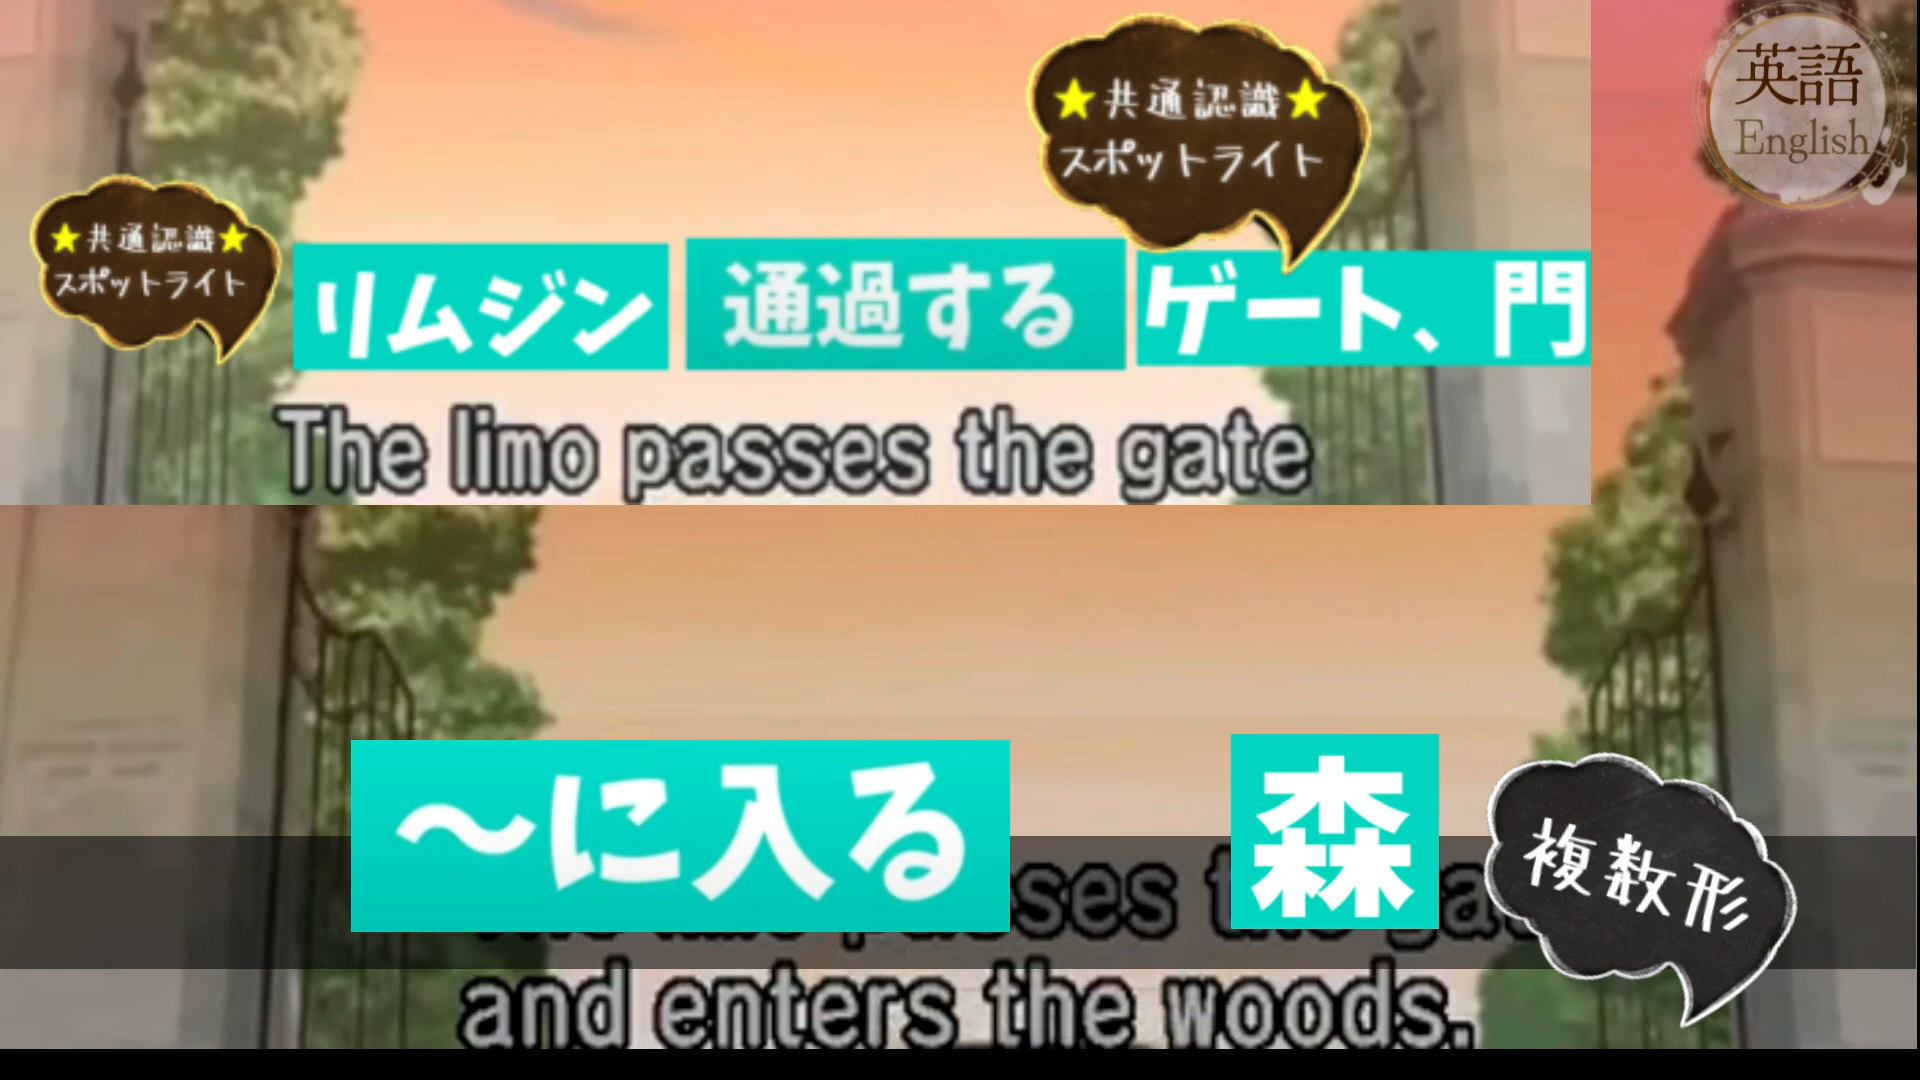 英語
English
★共通認識★
スポットライト
★共通認識★
スポットライト
リムジン 通過する ゲート、門
The limo passes the gate
〜に入る 森
複数形
and enters the woods.